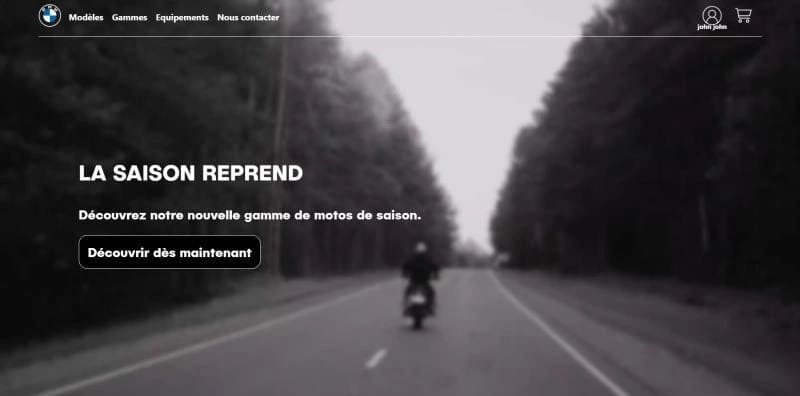 BMW
Modèles Gammes Equipements Nous contacter
john john
LA SAISON REPREND
Découvrez notre nouvelle gamme de motos de saison.
Découvrir dès maintenant